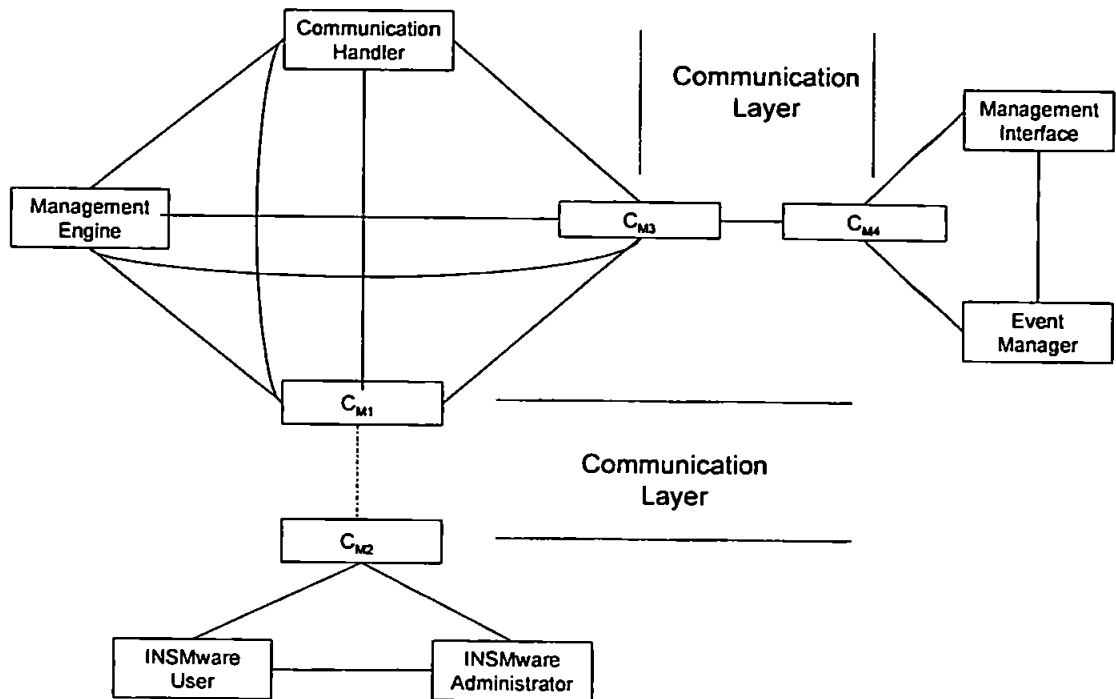 Communication
Handler
Communication
Layer
Management
Interface
Management
Engine
CM3
CM4
Event
Manager
CM1
Communication
Layer
CM2
INSMware
User
INSMware
Administrator